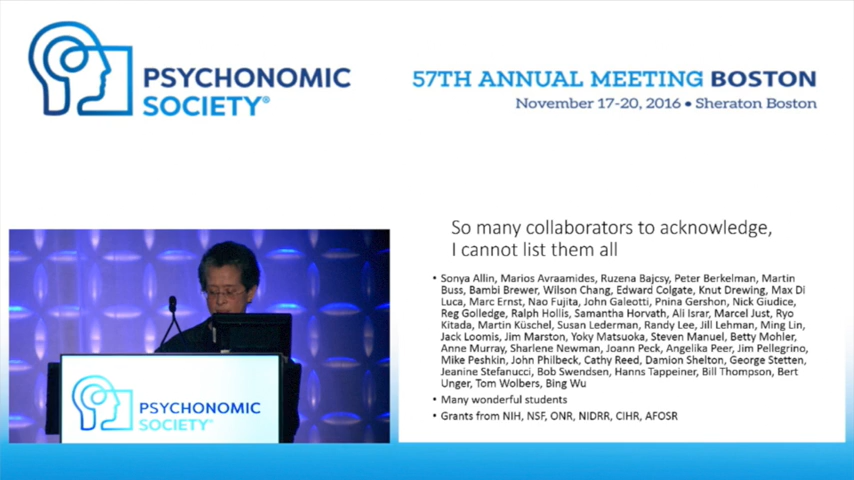 PSYCHONOMIC
SOCIETY®
57TH ANNUAL MEETING BOSTON
November 17-20, 2016 • Sheraton Boston
So many collaborators to acknowledge,
I cannot list them all
• Sonya Allin, Marios Avraamides, Ruzena Bajcsy, Peter Berkelman, Martin
Buss, Bambi Brewer, Wilson Chang, Edward Colgate, Knut Drewing, Max Di
Luca, Marc Ernst, Nao Fujita, John Galeotti, Pnina Gershon, Nick Giudice,
Reg Golledge, Ralph Hollis, Samantha Horvath, Ali Israr, Marcel Just, Ryo
Kitada, Martin Küschel, Susan Lederman, Randy Lee, Jill Lehman, Ming Lin,
Jack Loomis, Jim Marston, Yoky Matsuoka, Steven Manuel, Betty Mohler,
Anne Murray, Sharlene Newman, Joann Peck, Angelika Peer, Jim Pellegrino,
Mike Peshkin, John Philbeck, Cathy Reed, Damion Shelton, George Stetten,
Jeanine Stefanucci, Bob Swendsen, Hanns Tappeiner, Bill Thompson, Bert
Unger, Tom Wolbers, Bing Wu
• Many wonderful students
• Grants from NIH, NSF, ONR, NIDRR, CIHR, AFOSR
PSYCHONOMIC
SOCIETY®